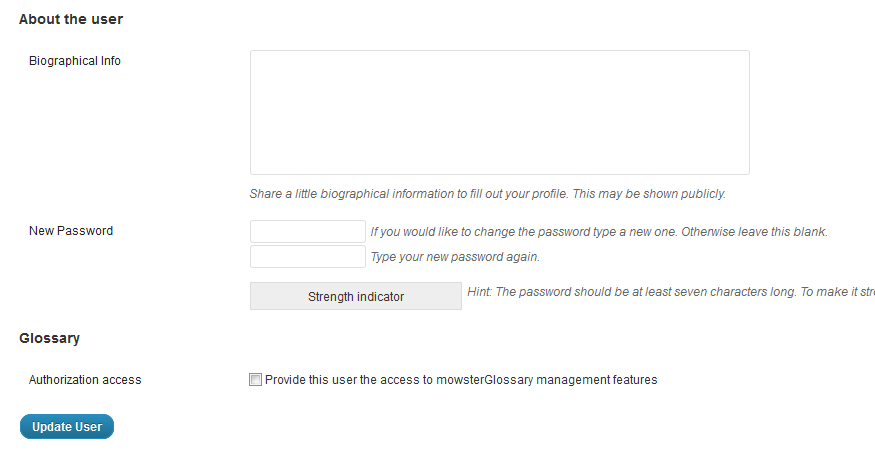 About the user
Biographical Info
Share a little biographical information to fill out your profile. This may be shown publicly.
New Password
If you would like to change the password type a new one. Otherwise leave this blank.
Type your new password again.
Strength indicator
Hint: The password should be at least seven characters long. To make it
Glossary
Authorization access
Provide this user the access to mowsterGlossary management features
Update User